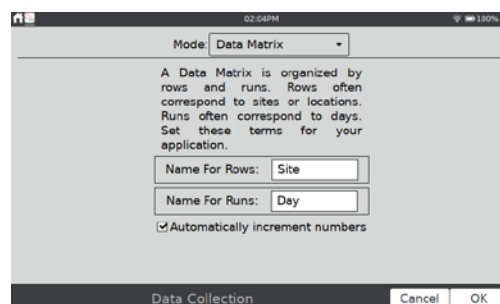 02:04PM
100%
Mode: Data Matrix
A Data Matrix is organized by
rows and runs. Rows often
correspond to sites or locations.
Runs often correspond to days.
Set these terms for your
application.
Name For Rows: Site
Name For Runs: Day
Automatically increment numbers
Data Collection Cancel OK